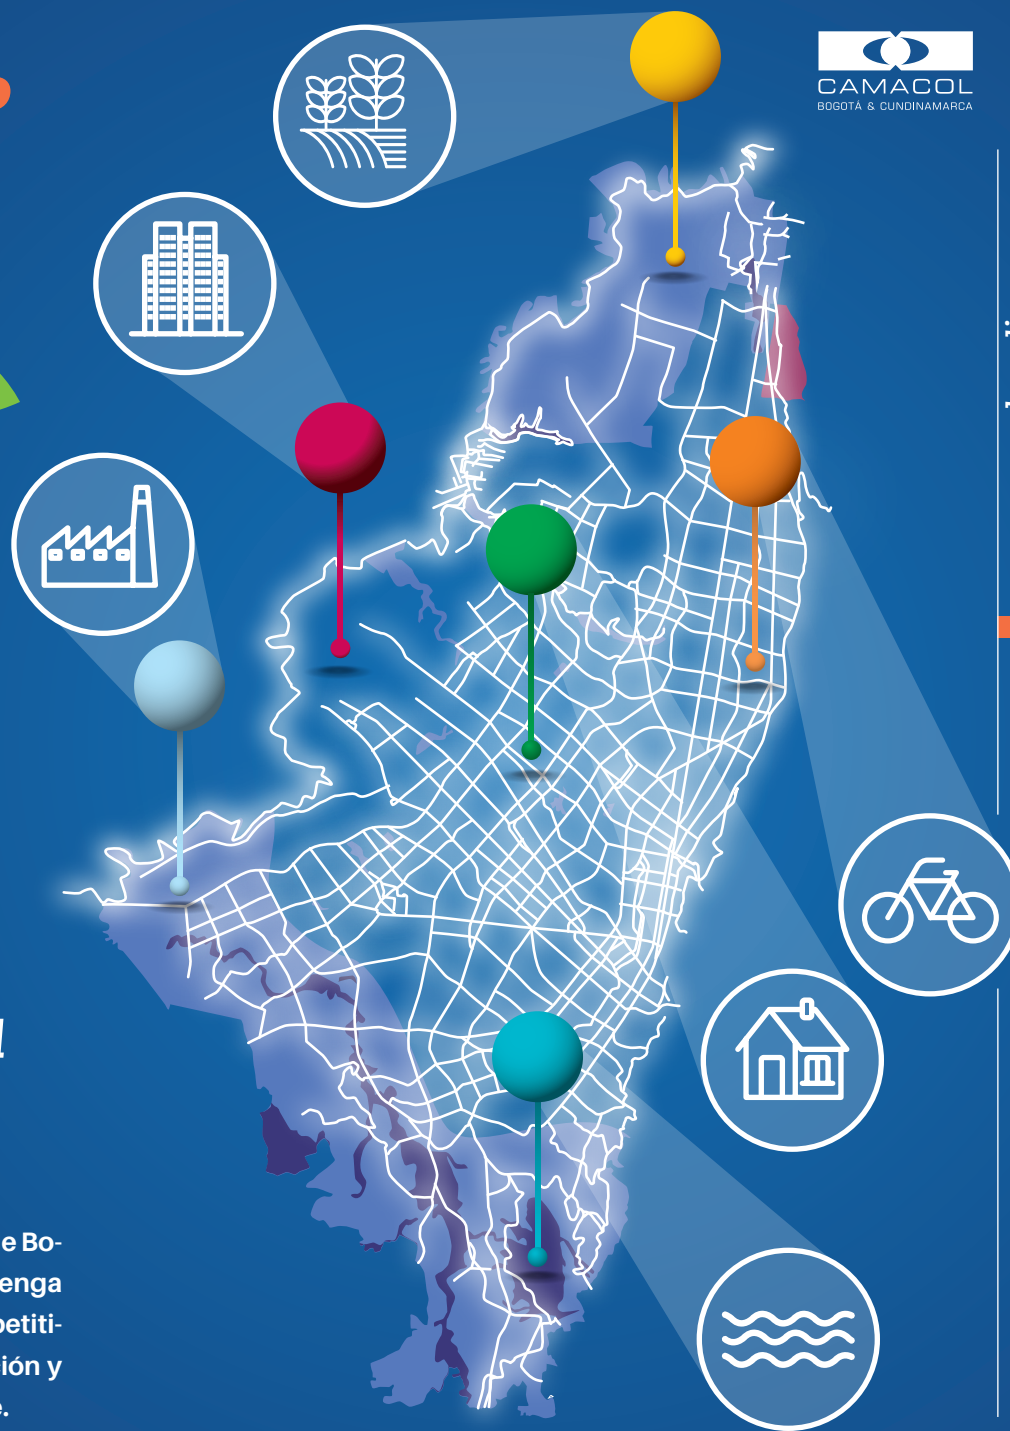 CAMACOL
BOGOTÁ & CUNDINAMARCA
e Bo-
enga
petiti-
ión y
e.